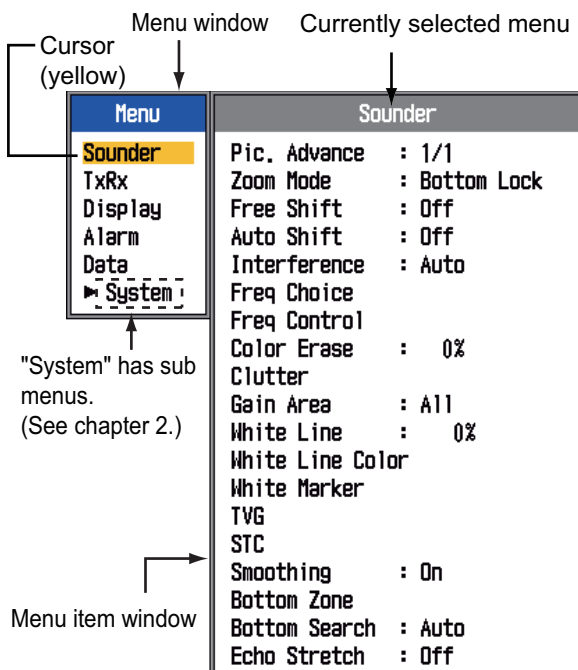 Menu window
Currently selected menu
Cursor
(yellow)
Menu
Sounder
TxRx
Display
Alarm
Data
System
"System" has sub
menus.
(See chapter 2.)
Menu item window
Sounder
Pic. Advance : 1/1
Zoom Mode : Bottom Lock
Free Shift : Off
Auto Shift : Off
Interference : Auto
Freq Choice
Freq Control
Color Erase : 0%
Clutter
Gain Area : All
White Line : 0%
White Line Color
White Marker
TVG
STC
Smoothing : On
Bottom Zone
Bottom Search : Auto
Echo Stretch : Off